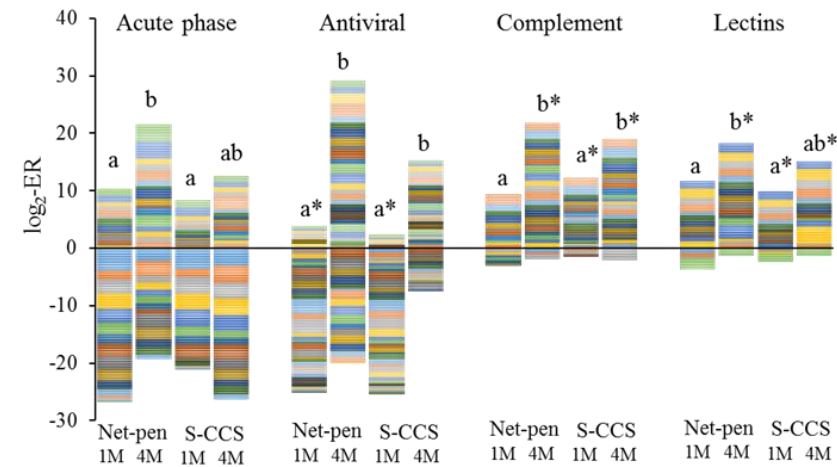 Acute phase Antiviral Complement Lectins
40
30
20
10
0
-10
-20
-30
log₂-ER
a b a ab
a* b a* b
a b* a* b*
a b* a* ab*
Net-pen S-CCS Net-pen S-CCS Net-pen S-CCS Net-pen S-CCS
1M 4M 1M 4M 1M 4M 1M 4M 1M 4M 1M 4M 1M 4M 1M 4M